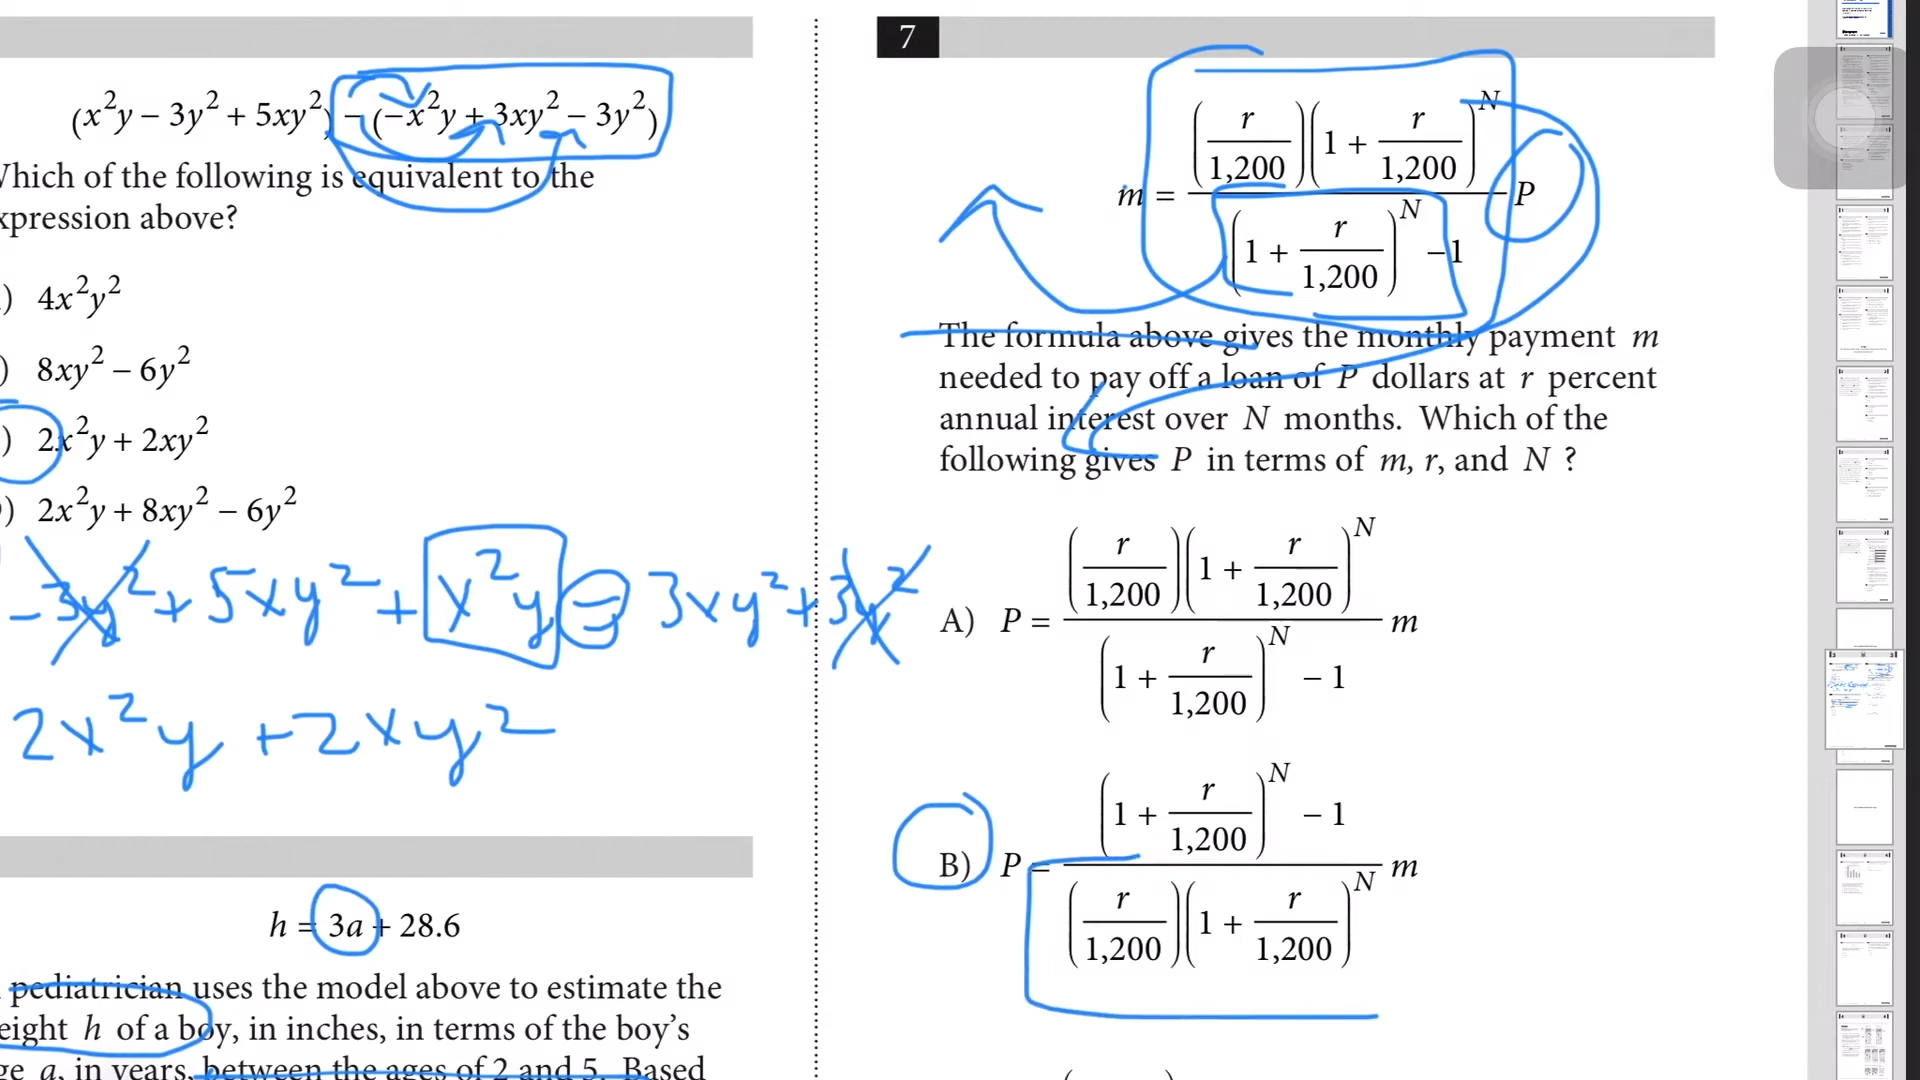 (x²y − 3y² + 5xy²) − (−x²y + 3xy² − 3y²)
Which of the following is equivalent to the
expression above?
) 4x²y²
) 8xy² − 6y²
) 2x²y + 2xy²
) 2x²y + 8xy² − 6y²
−3y² + 5xy² + x²y − 3xy² + 3y²
2x²y + 2xy²
h = 3a + 28.6
pediatrician uses the model above to estimate the
eight h of a boy, in inches, in terms of the boy's
ge a, in years, between the ages of 2 and 5. Based
7
m = ((r/1,200)(1 + r/1,200)^N) / ((1 + r/1,200)^N − 1) P
The formula above gives the monthly payment m
needed to pay off a loan of P dollars at r percent
annual interest over N months. Which of the
following gives P in terms of m, r, and N ?
A) P = ((r/1,200)(1 + r/1,200)^N) / ((1 + r/1,200)^N − 1) m
B) P = ((1 + r/1,200)^N − 1) / ((r/1,200)(1 + r/1,200)^N) m